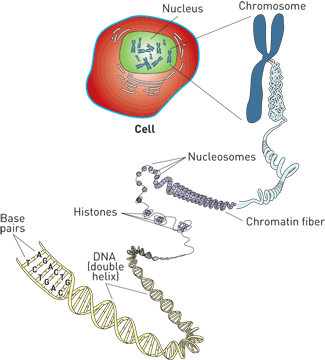 Nucleus
Chromosome
Cell
Nucleosomes
Histones
Chromatin fiber
Base
pairs
DNA
(double
helix)
T A G A C T G
T C T G A C